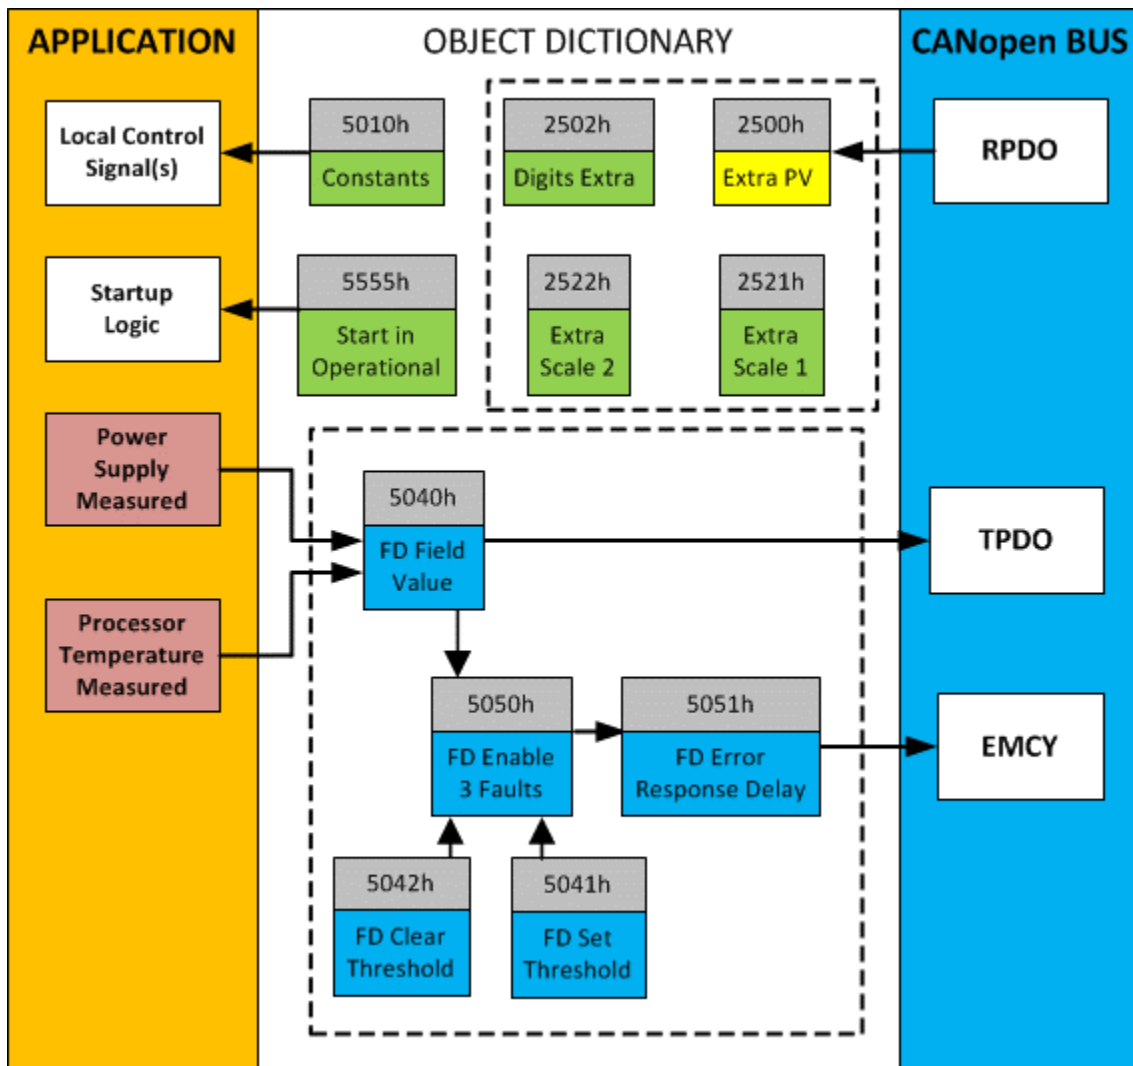 APPLICATION
OBJECT DICTIONARY
CANopen BUS
Local Control
Signal(s)
5010h
Constants
2502h
Digits Extra
2500h
Extra PV
RPDO
Startup
Logic
5555h
Start in
Operational
2522h
Extra
Scale 2
2521h
Extra
Scale 1
Power
Supply
Measured
5040h
FD Field
Value
TPDO
Processor
Temperature
Measured
5050h
FD Enable
3 Faults
5051h
FD Error
Response Delay
EMCY
5042h
FD Clear
Threshold
5041h
FD Set
Threshold